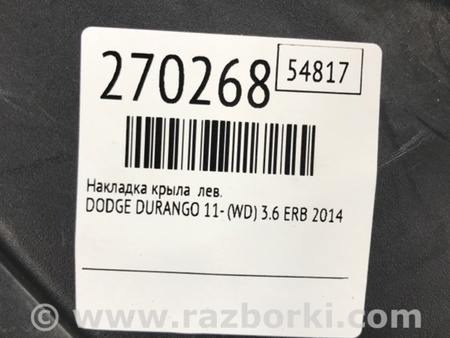 270268
54817
Накладка крыла лев.
DODGE DURANGO 11- (WD) 3.6 ERB 2014
© www.razborki.com